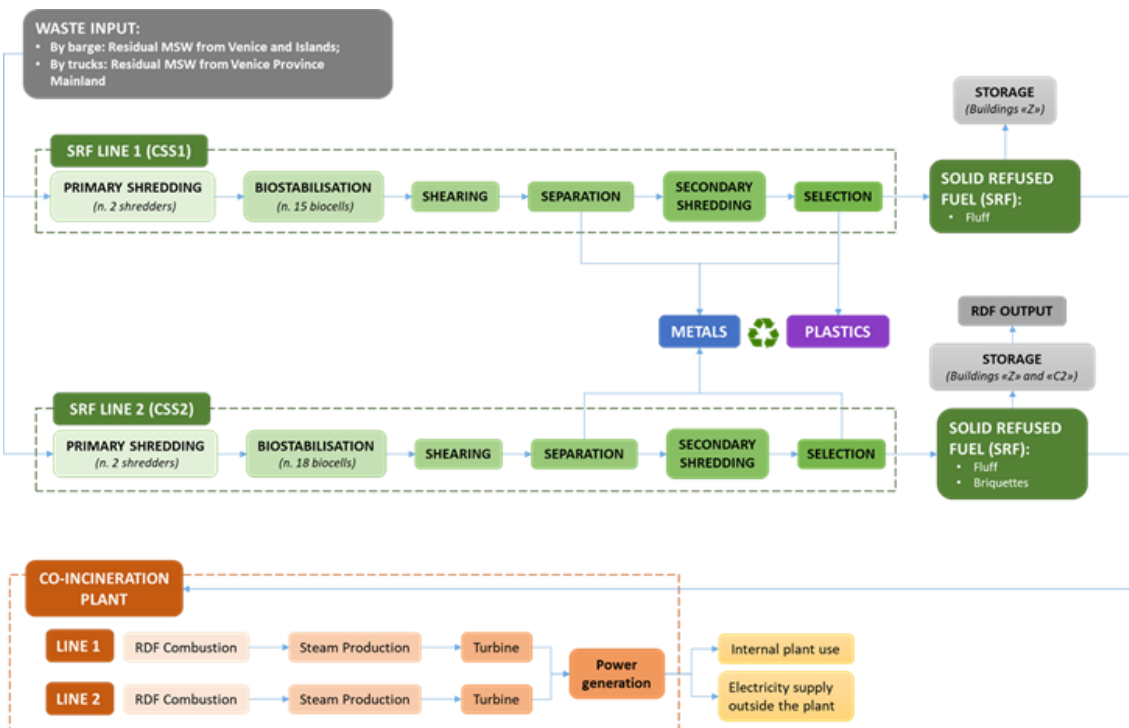 WASTE INPUT:
• By barge: Residual MSW from Venice and Islands;
• By trucks: Residual MSW from Venice Province
Mainland
STORAGE
(Buildings «Z»)
SRF LINE 1 (CSS1)
PRIMARY SHREDDING
(n. 2 shredders)
BIOSTABILISATION
(n. 15 biocells)
SHEARING
SEPARATION
SECONDARY
SHREDDING
SELECTION
SOLID REFUSED
FUEL (SRF):
• Fluff
METALS
PLASTICS
RDF OUTPUT
STORAGE
(Buildings «Z» and «C2»)
SRF LINE 2 (CSS2)
PRIMARY SHREDDING
(n. 2 shredders)
BIOSTABILISATION
(n. 18 biocells)
SHEARING
SEPARATION
SECONDARY
SHREDDING
SELECTION
SOLID REFUSED
FUEL (SRF):
• Fluff
• Briquettes
CO-INCINERATION
PLANT
LINE 1
RDF Combustion
Steam Production
Turbine
LINE 2
RDF Combustion
Steam Production
Turbine
Power
generation
Internal plant use
Electricity supply
outside the plant